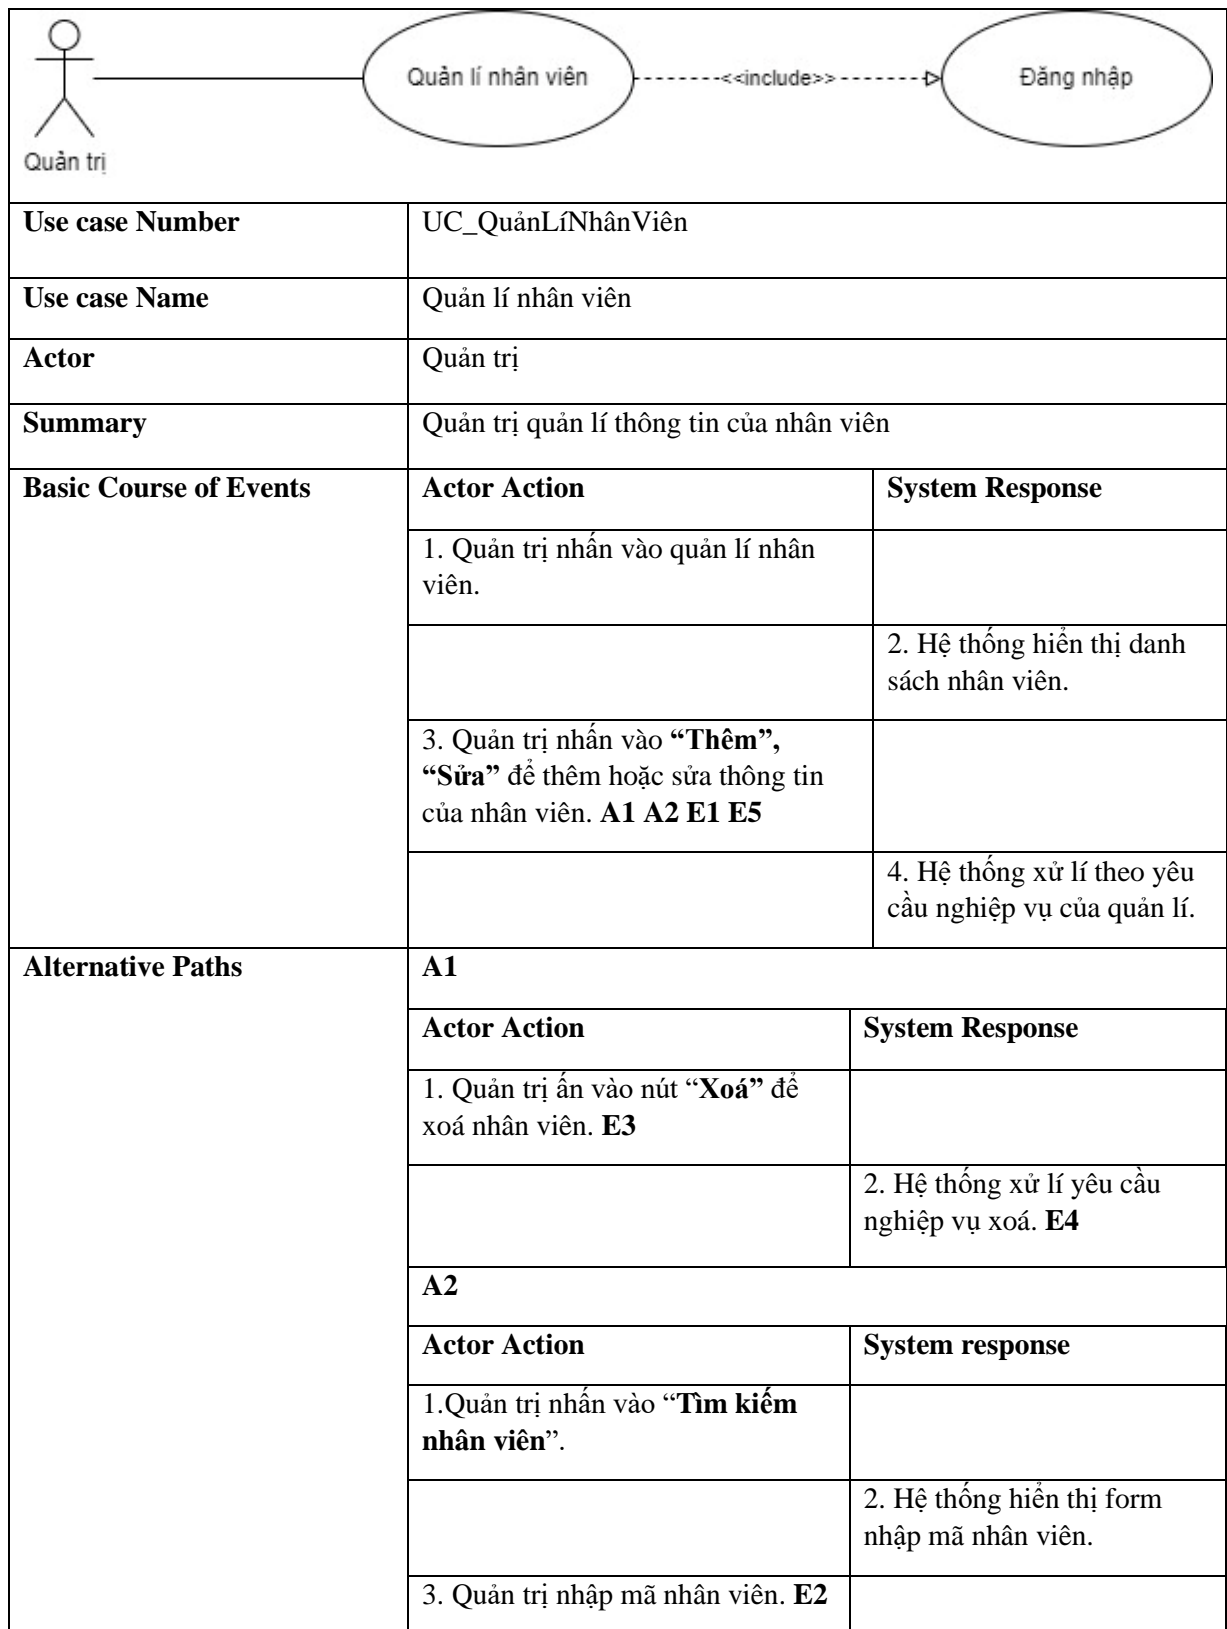 Quản lí nhân viên
<<include>>
Đăng nhập
Quản trị
Use case Number
UC_QuảnLíNhânViên
Use case Name
Quản lí nhân viên
Actor
Quản trị
Summary
Quản trị quản lí thông tin của nhân viên
Basic Course of Events
Actor Action
System Response
1. Quản trị nhấn vào quản lí nhân
viên.
2. Hệ thống hiển thị danh
sách nhân viên.
3. Quản trị nhấn vào “Thêm”,
“Sửa” để thêm hoặc sửa thông tin
của nhân viên. A1 A2 E1 E5
4. Hệ thống xử lí theo yêu
cầu nghiệp vụ của quản lí.
Alternative Paths
A1
Actor Action
System Response
1. Quản trị ấn vào nút “Xoá” để
xoá nhân viên. E3
2. Hệ thống xử lí yêu cầu
nghiệp vụ xoá. E4
A2
Actor Action
System response
1.Quản trị nhấn vào “Tìm kiếm
nhân viên”.
2. Hệ thống hiển thị form
nhập mã nhân viên.
3. Quản trị nhập mã nhân viên. E2